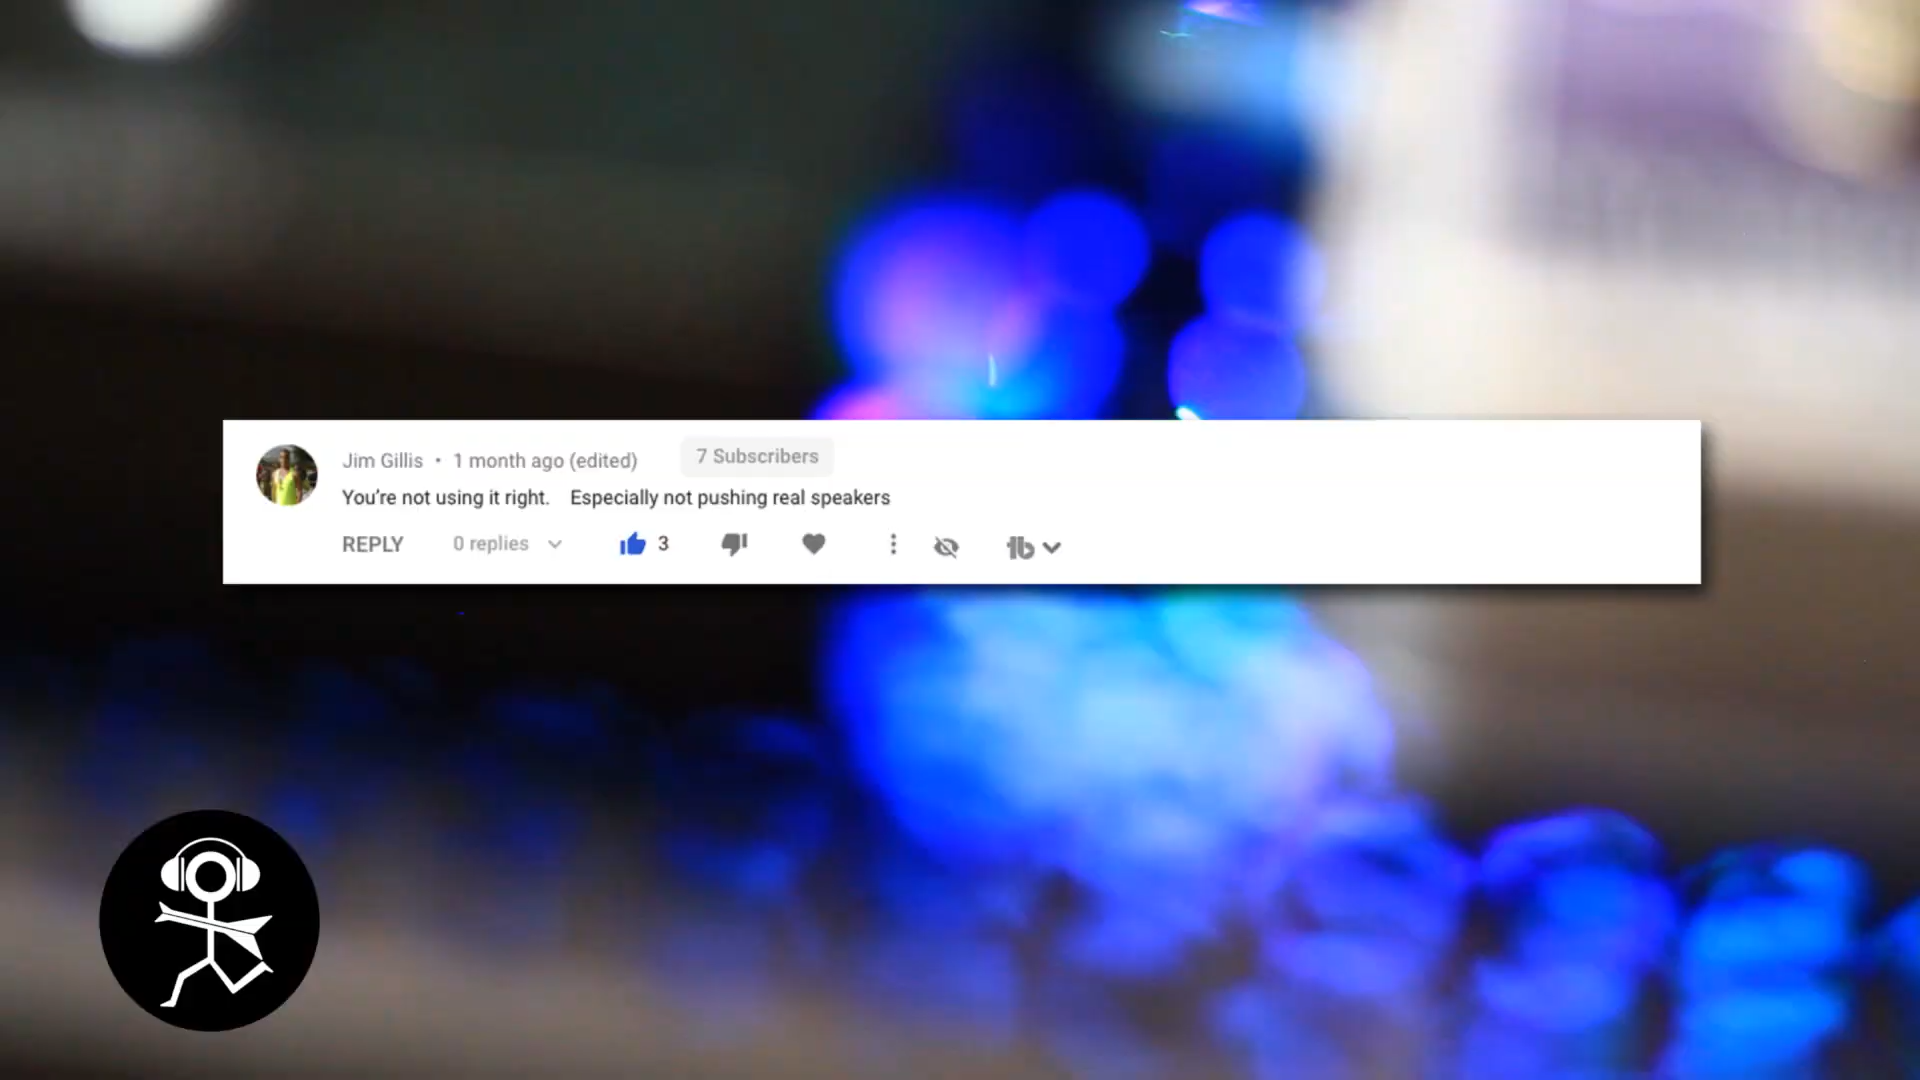 Jim Gillis • 1 month ago (edited) 7 Subscribers
You're not using it right. Especially not pushing real speakers
REPLY 0 replies 3